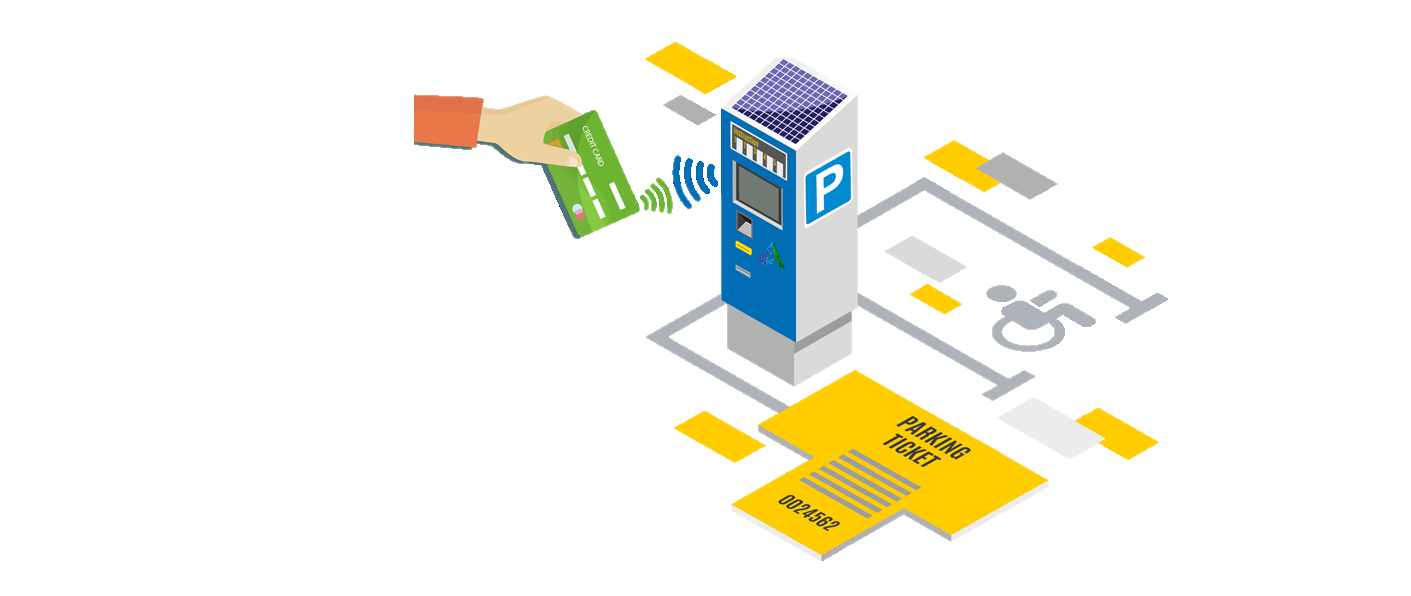 CREDIT CARD
P
PARKING
TICKET
0024562